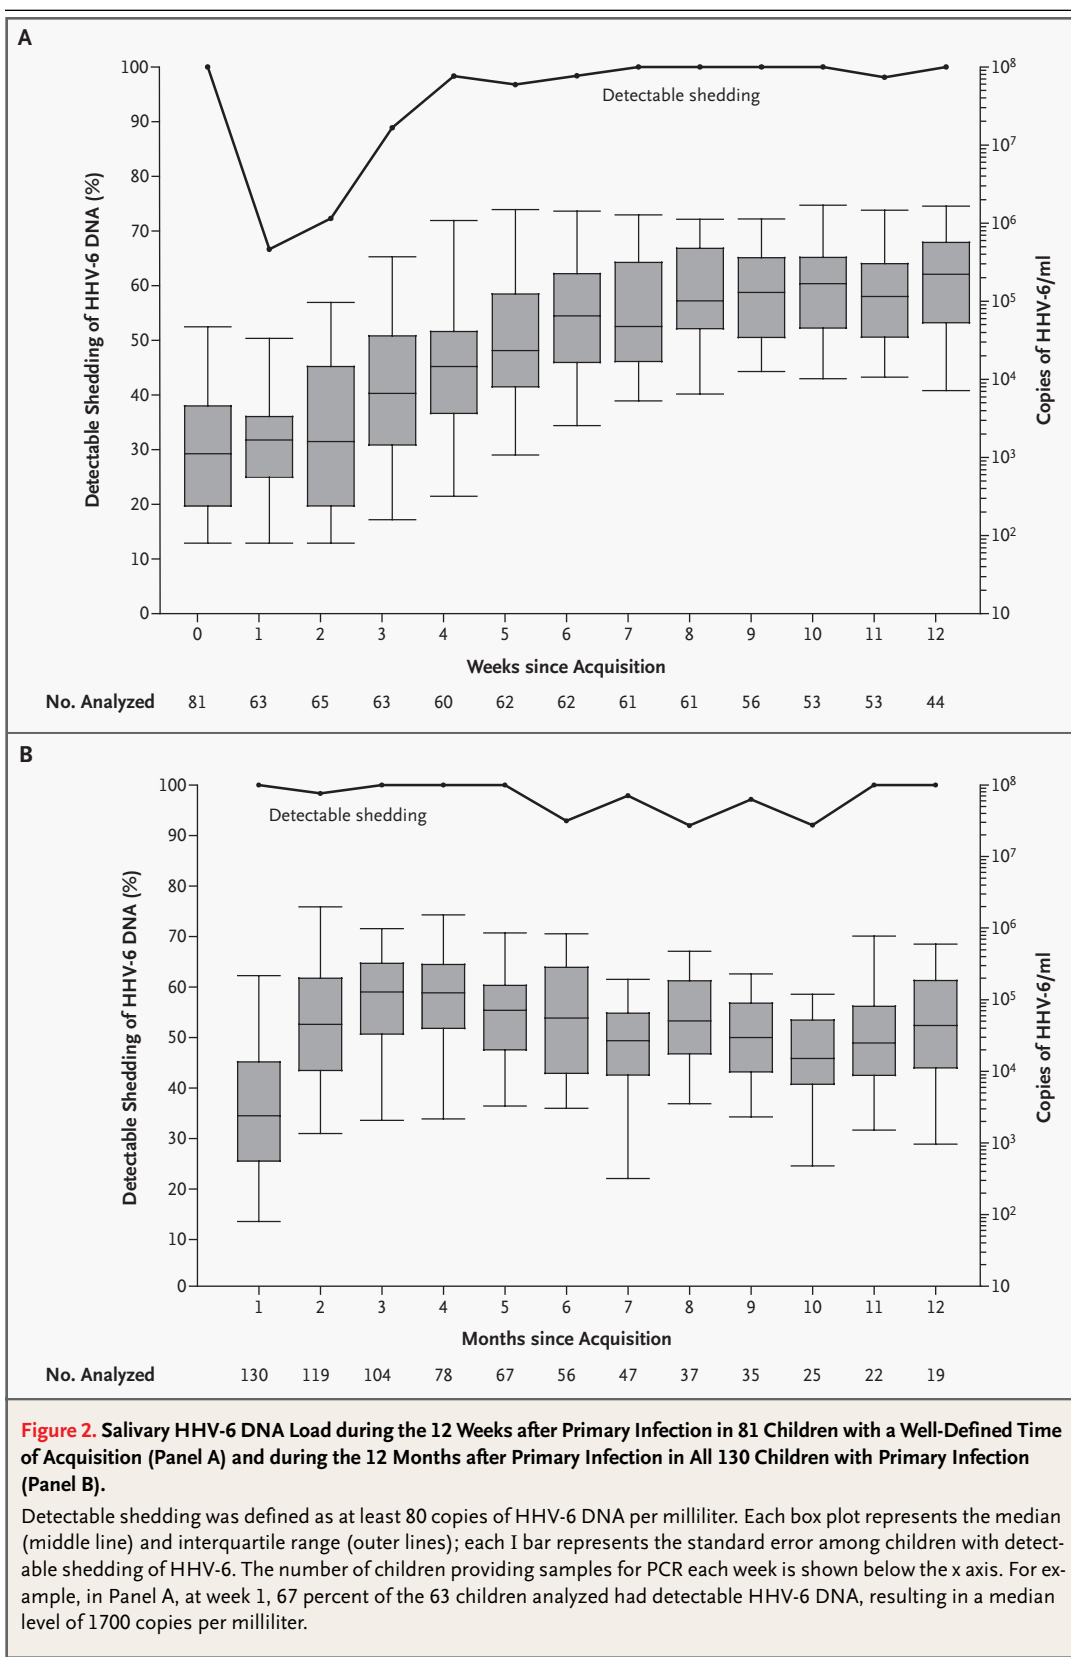 A
100
90
80
70
60
50
40
30
20
10
0
Detectable Shedding of HHV-6 DNA (%)
Detectable shedding
10⁸
10⁷
10⁶
10⁵
10⁴
10³
10²
10
Copies of HHV-6/ml
0 1 2 3 4 5 6 7 8 9 10 11 12
Weeks since Acquisition
No. Analyzed 81 63 65 63 60 62 62 61 61 56 53 53 44
B
100
90
80
70
60
50
40
30
20
10
0
Detectable Shedding of HHV-6 DNA (%)
Detectable shedding
10⁸
10⁷
10⁶
10⁵
10⁴
10³
10²
10
Copies of HHV-6/ml
1 2 3 4 5 6 7 8 9 10 11 12
Months since Acquisition
No. Analyzed 130 119 104 78 67 56 47 37 35 25 22 19
Figure 2. Salivary HHV-6 DNA Load during the 12 Weeks after Primary Infection in 81 Children with a Well-Defined Time
of Acquisition (Panel A) and during the 12 Months after Primary Infection in All 130 Children with Primary Infection
(Panel B).
Detectable shedding was defined as at least 80 copies of HHV-6 DNA per milliliter. Each box plot represents the median
(middle line) and interquartile range (outer lines); each I bar represents the standard error among children with detect-
able shedding of HHV-6. The number of children providing samples for PCR each week is shown below the x axis. For ex-
ample, in Panel A, at week 1, 67 percent of the 63 children analyzed had detectable HHV-6 DNA, resulting in a median
level of 1700 copies per milliliter.